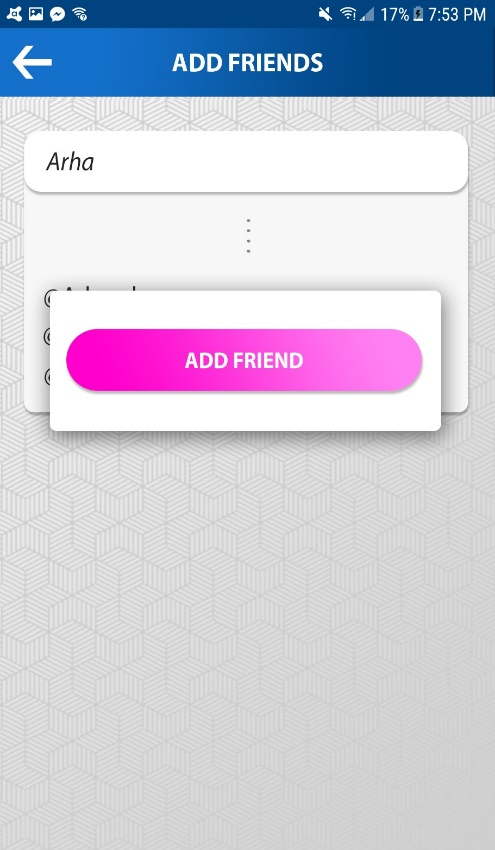 17% 7:53 PM
ADD FRIENDS
Arha
@
@
@
ADD FRIEND